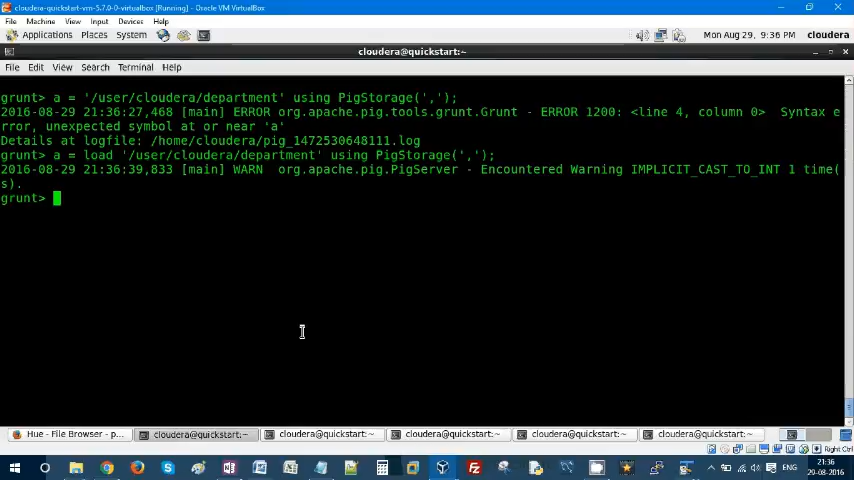 cloudera-quickstart-vm-5.7.0-0-virtualbox [Running] - Oracle VM VirtualBox
File Machine View Input Devices Help
Applications Places System Mon Aug 29, 9:36 PM cloudera
cloudera@quickstart:~
File Edit View Search Terminal Help
grunt> a = '/user/cloudera/department' using PigStorage(',');
2016-08-29 21:36:27,468 [main] ERROR org.apache.pig.tools.grunt.Grunt - ERROR 1200: <line 4, column 0>  Syntax e
rror, unexpected symbol at or near 'a'
Details at logfile: /home/cloudera/pig_1472530648111.log
grunt> a = load '/user/cloudera/department' using PigStorage(',');
2016-08-29 21:36:39,833 [main] WARN  org.apache.pig.PigServer - Encountered Warning IMPLICIT_CAST_TO_INT 1 time(
s).
grunt>
Hue - File Browser - p... cloudera@quickstart:~ cloudera@quickstart:~ cloudera@quickstart:~ cloudera@quickstart:~ cloudera@quickstart:~
Right Ctrl
ENG 21:36
29-08-2016